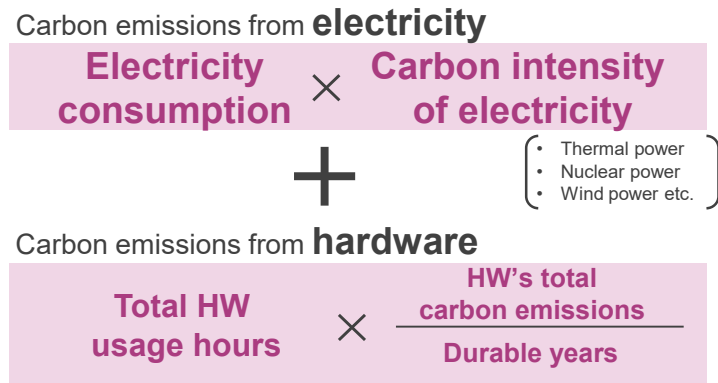 Carbon emissions from electricity
Electricity consumption × Carbon intensity of electricity
+
• Thermal power
• Nuclear power
• Wind power etc.
Carbon emissions from hardware
Total HW usage hours × HW's total carbon emissions
Durable years